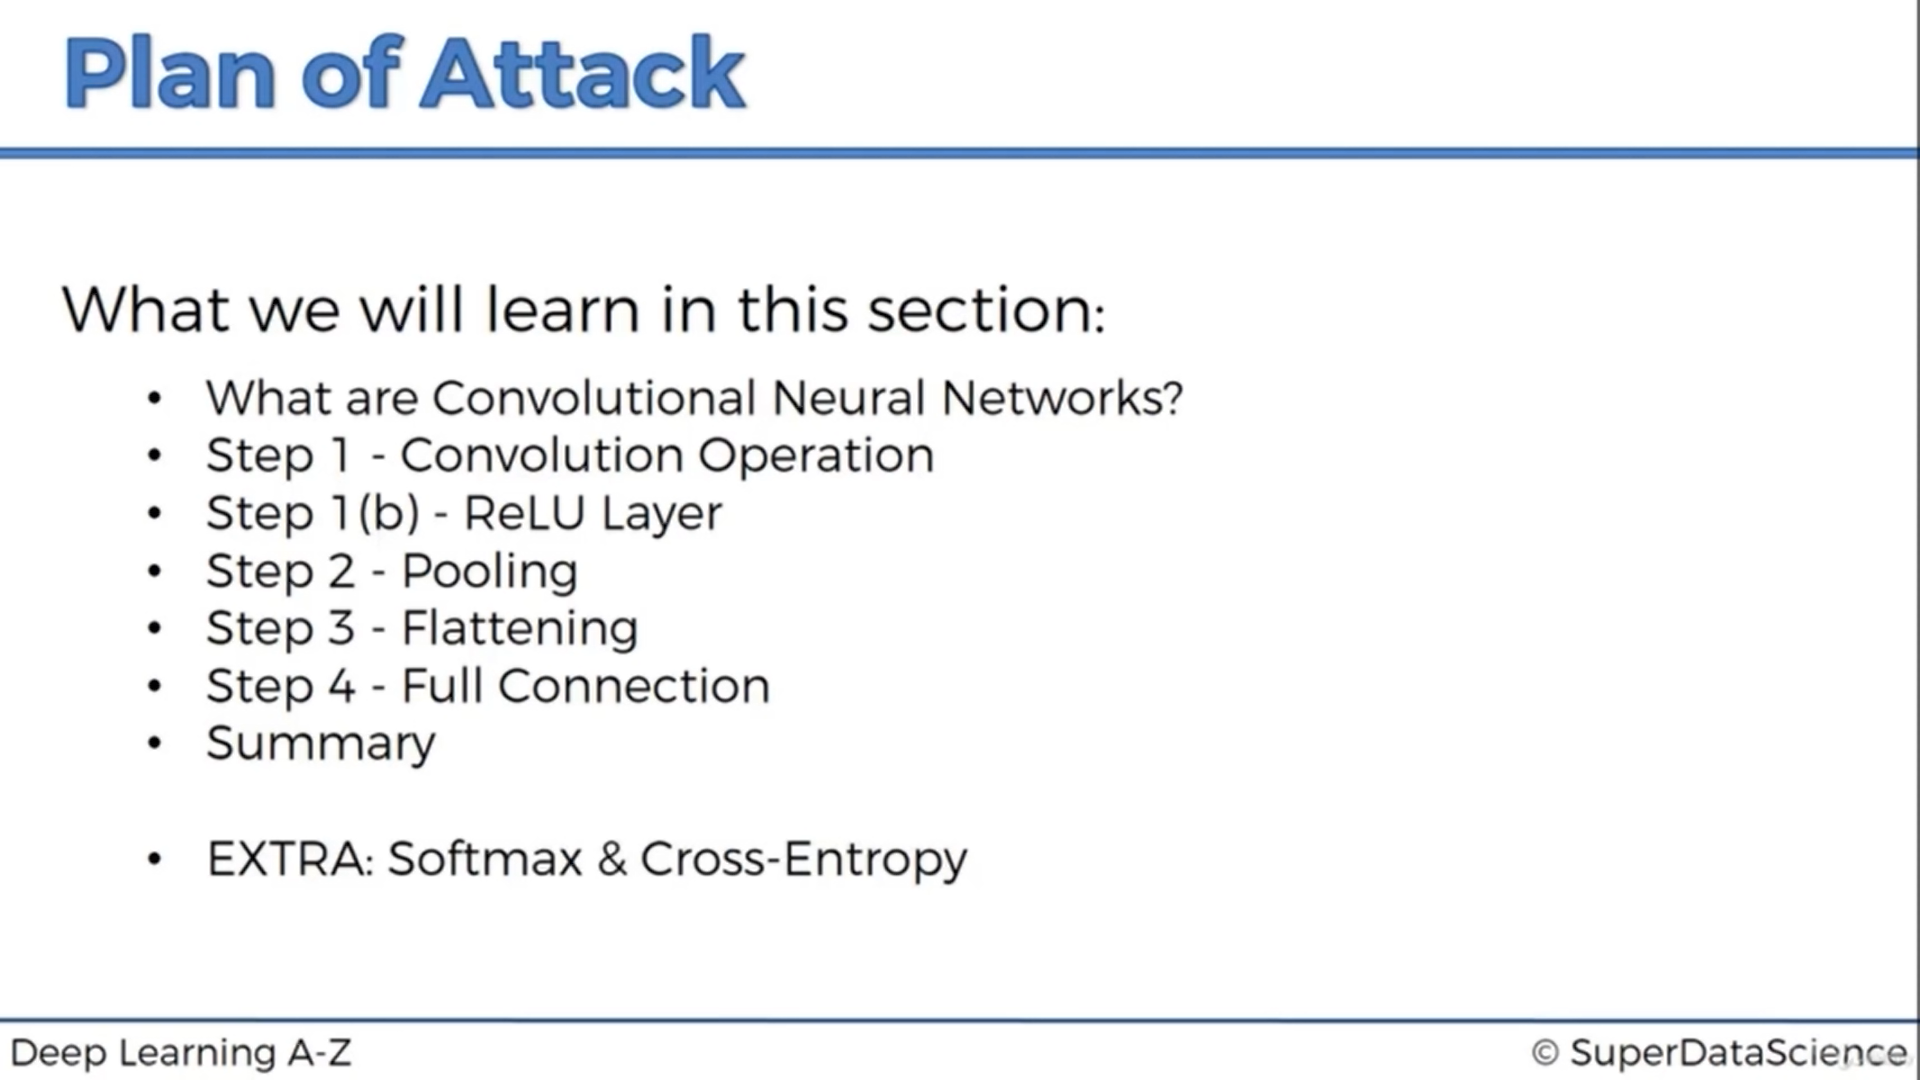 Plan of Attack
What we will learn in this section:
• What are Convolutional Neural Networks?
• Step 1 - Convolution Operation
• Step 1(b) - ReLU Layer
• Step 2 - Pooling
• Step 3 - Flattening
• Step 4 - Full Connection
• Summary
• EXTRA: Softmax & Cross-Entropy
Deep Learning A-Z
© SuperDataScience